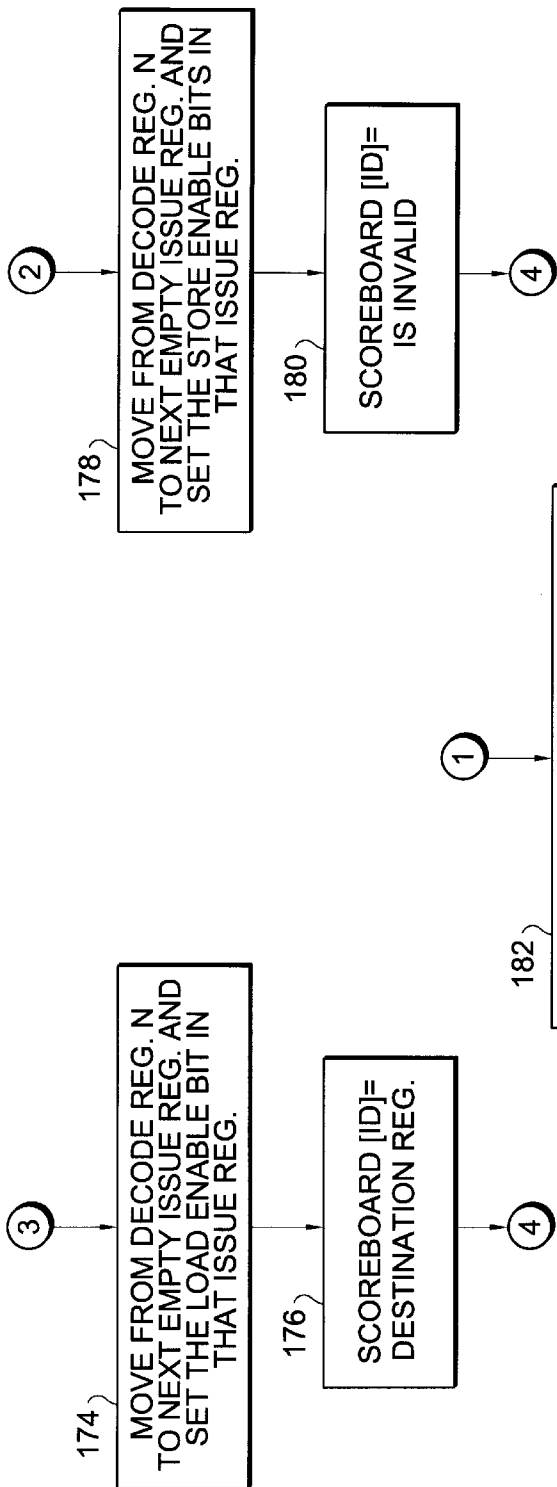 3
174
MOVE FROM DECODE REG. N
TO NEXT EMPTY ISSUE REG. AND
SET THE LOAD ENABLE BIT IN
THAT ISSUE REG.
176
SCOREBOARD [ID]=
DESTINATION REG.
4
2
178
MOVE FROM DECODE REG. N
TO NEXT EMPTY ISSUE REG. AND
SET THE STORE ENABLE BITS IN
THAT ISSUE REG.
180
SCOREBOARD [ID]=
IS INVALID
4
1
182